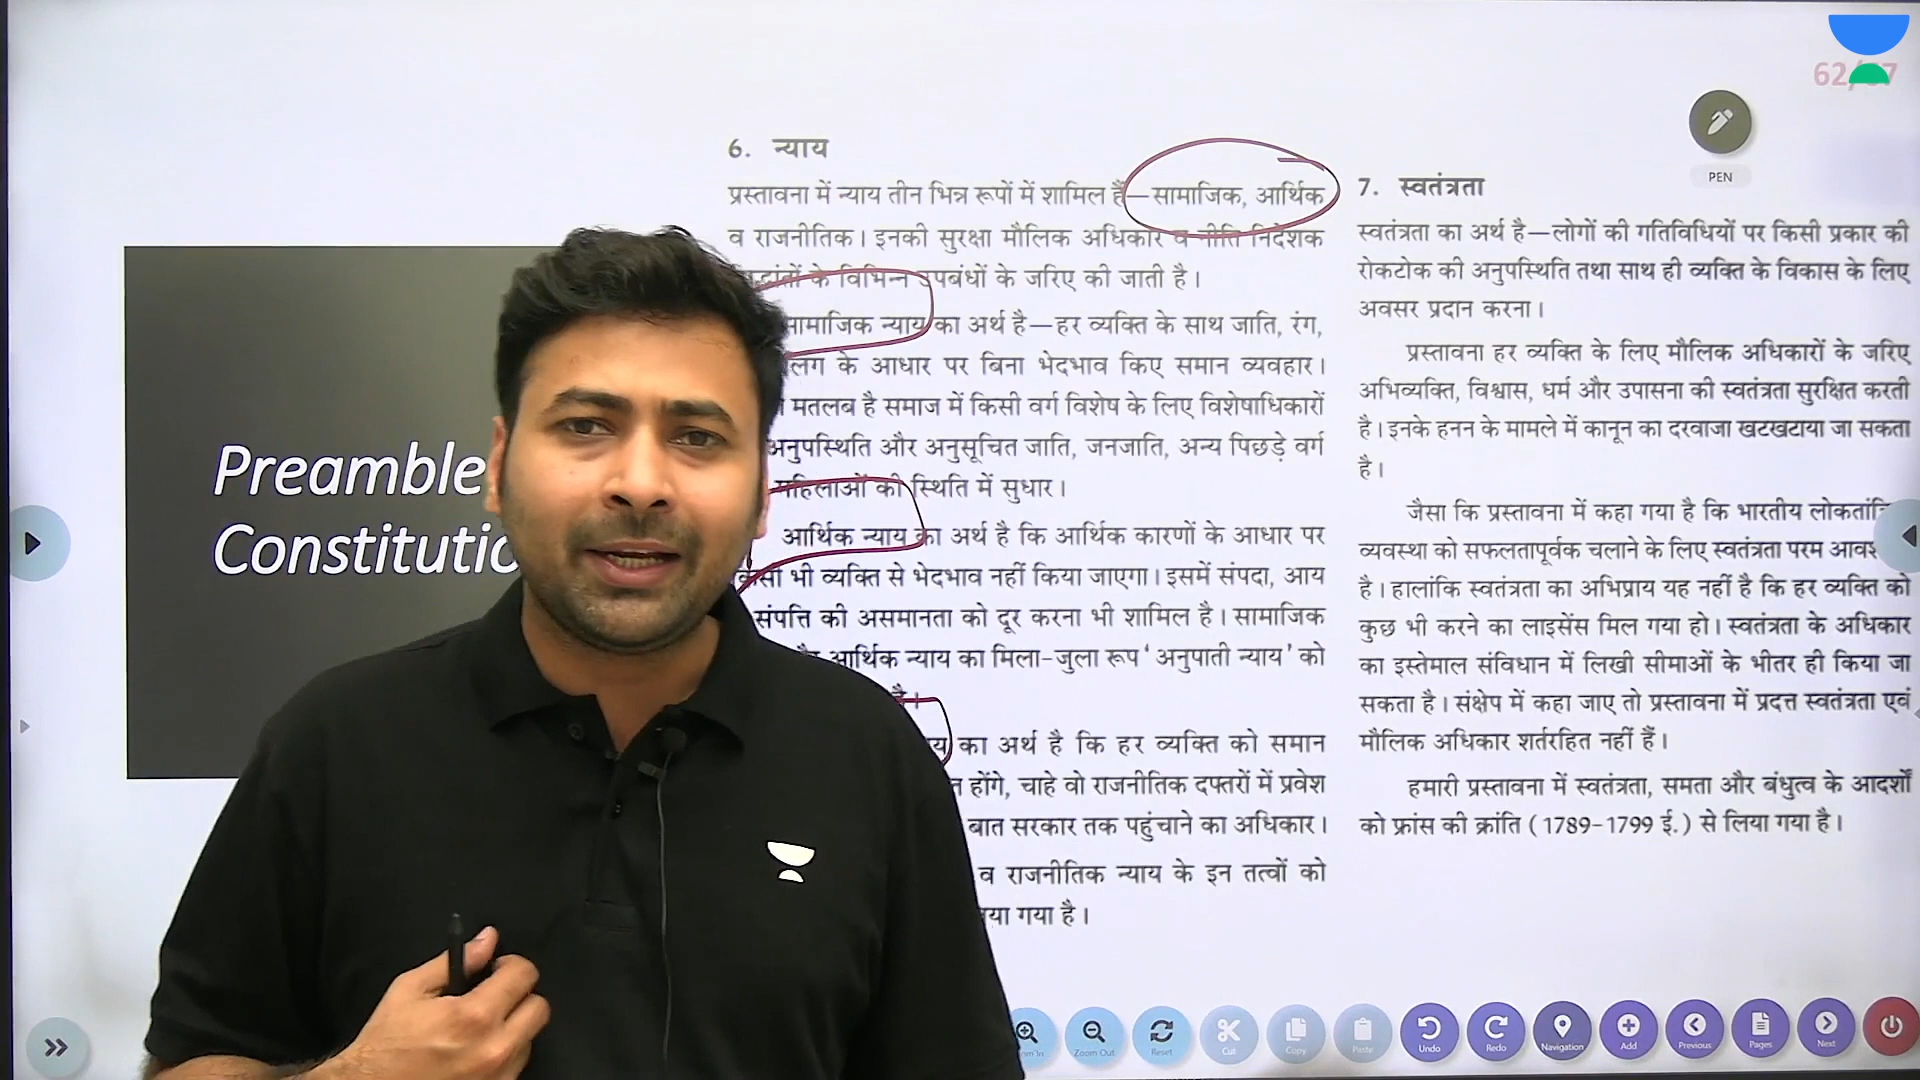 62/
PEN
Preamble
6. न्याय
प्रस्तावना में न्याय तीन भिन्न रूपों में शामिल हैं—सामाजिक, आर्थिक
व राजनीतिक। इनकी सुरक्षा मौलिक अधिकार व नीति निदेशक
के विभिन्न उपबंधों के जरिए की जाती है।
सामाजिक न्याय का अर्थ है—हर व्यक्ति के साथ जाति, रंग,
के आधार पर बिना भेदभाव किए समान व्यवहार।
मतलब है समाज में किसी वर्ग विशेष के लिए विशेषाधिकारों
अनुपस्थिति और अनुसूचित जाति, जनजाति, अन्य पिछड़े वर्ग
महिलाओं की स्थिति में सुधार।
आर्थिक न्याय का अर्थ है कि आर्थिक कारणों के आधार पर
भी व्यक्ति से भेदभाव नहीं किया जाएगा। इसमें संपदा, आय
संपत्ति की असमानता को दूर करना भी शामिल है। सामाजिक
आर्थिक न्याय का मिला-जुला रूप ‘अनुपाती न्याय’ को
है।
का अर्थ है कि हर व्यक्ति को समान
होंगे, चाहे वो राजनीतिक दफ्तरों में प्रवेश
बात सरकार तक पहुंचाने का अधिकार।
व राजनीतिक न्याय के इन तत्वों को
गया है।
7. स्वतंत्रता
स्वतंत्रता का अर्थ है—लोगों की गतिविधियों पर किसी प्रकार की
रोकटोक की अनुपस्थिति तथा साथ ही व्यक्ति के विकास के लिए
अवसर प्रदान करना।
प्रस्तावना हर व्यक्ति के लिए मौलिक अधिकारों के जरिए
अभिव्यक्ति, विश्वास, धर्म और उपासना की स्वतंत्रता सुरक्षित करती
है। इनके हनन के मामले में कानून का दरवाजा खटखटाया जा सकता
है।
जैसा कि प्रस्तावना में कहा गया है कि भारतीय
व्यवस्था को सफलतापूर्वक चलाने के लिए स्वतंत्रता परम
है। हालांकि स्वतंत्रता का अभिप्राय यह नहीं है कि हर व्यक्ति को
कुछ भी करने का लाइसेंस मिल गया हो। स्वतंत्रता के अधिकार
का इस्तेमाल संविधान में लिखी सीमाओं के भीतर ही किया जा
सकता है। संक्षेप में कहा जाए तो प्रस्तावना में प्रदत्त स्वतंत्रता एवं
मौलिक अधिकार शर्तरहित नहीं हैं।
हमारी प्रस्तावना में स्वतंत्रता, समता और बंधुत्व के आदर्शों
को फ्रांस की क्रांति (1789-1799 ई.) से लिया गया है।
Zoom Out
Reset
Cut
Copy
Paste
Undo
Redo
Navigation
Add
Previous
Pages
Next